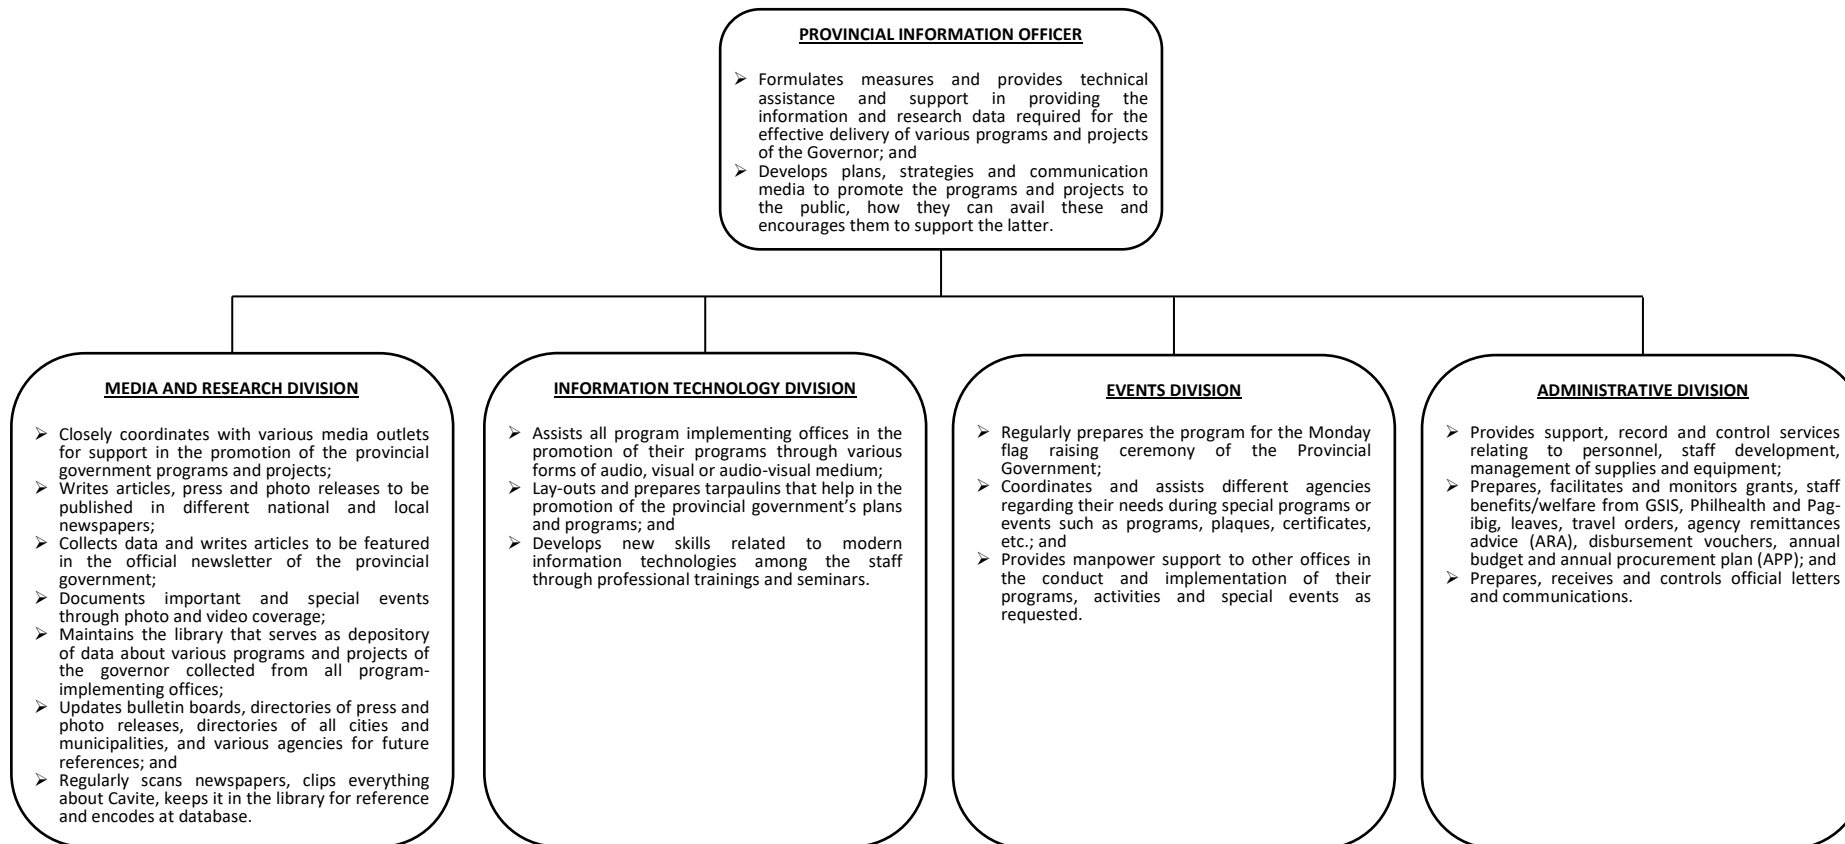 PROVINCIAL INFORMATION OFFICER
➢ Formulates measures and provides technical
assistance and support in providing the
information and research data required for the
effective delivery of various programs and projects
of the Governor; and
➢ Develops plans, strategies and communication
media to promote the programs and projects to
the public, how they can avail these and
encourages them to support the latter.
MEDIA AND RESEARCH DIVISION
➢ Closely coordinates with various media outlets
for support in the promotion of the provincial
government programs and projects;
➢ Writes articles, press and photo releases to be
published in different national and local
newspapers;
➢ Collects data and writes articles to be featured
in the official newsletter of the provincial
government;
➢ Documents important and special events
through photo and video coverage;
➢ Maintains the library that serves as depository
of data about various programs and projects of
the governor collected from all program-
implementing offices;
➢ Updates bulletin boards, directories of press and
photo releases, directories of all cities and
municipalities, and various agencies for future
references; and
➢ Regularly scans newspapers, clips everything
about Cavite, keeps it in the library for reference
and encodes at database.
INFORMATION TECHNOLOGY DIVISION
➢ Assists all program implementing offices in the
promotion of their programs through various
forms of audio, visual or audio-visual medium;
➢ Lay-outs and prepares tarpaulins that help in the
promotion of the provincial government’s plans
and programs; and
➢ Develops new skills related to modern
information technologies among the staff
through professional trainings and seminars.
EVENTS DIVISION
➢ Regularly prepares the program for the Monday
flag raising ceremony of the Provincial
Government;
➢ Coordinates and assists different agencies
regarding their needs during special programs or
events such as programs, plaques, certificates,
etc.; and
➢ Provides manpower support to other offices in
the conduct and implementation of their
programs, activities and special events as
requested.
ADMINISTRATIVE DIVISION
➢ Provides support, record and control services
relating to personnel, staff development,
management of supplies and equipment;
➢ Prepares, facilitates and monitors grants, staff
benefits/welfare from GSIS, Philhealth and Pag-
ibig, leaves, travel orders, agency remittances
advice (ARA), disbursement vouchers, annual
budget and annual procurement plan (APP); and
➢ Prepares, receives and controls official letters
and communications.